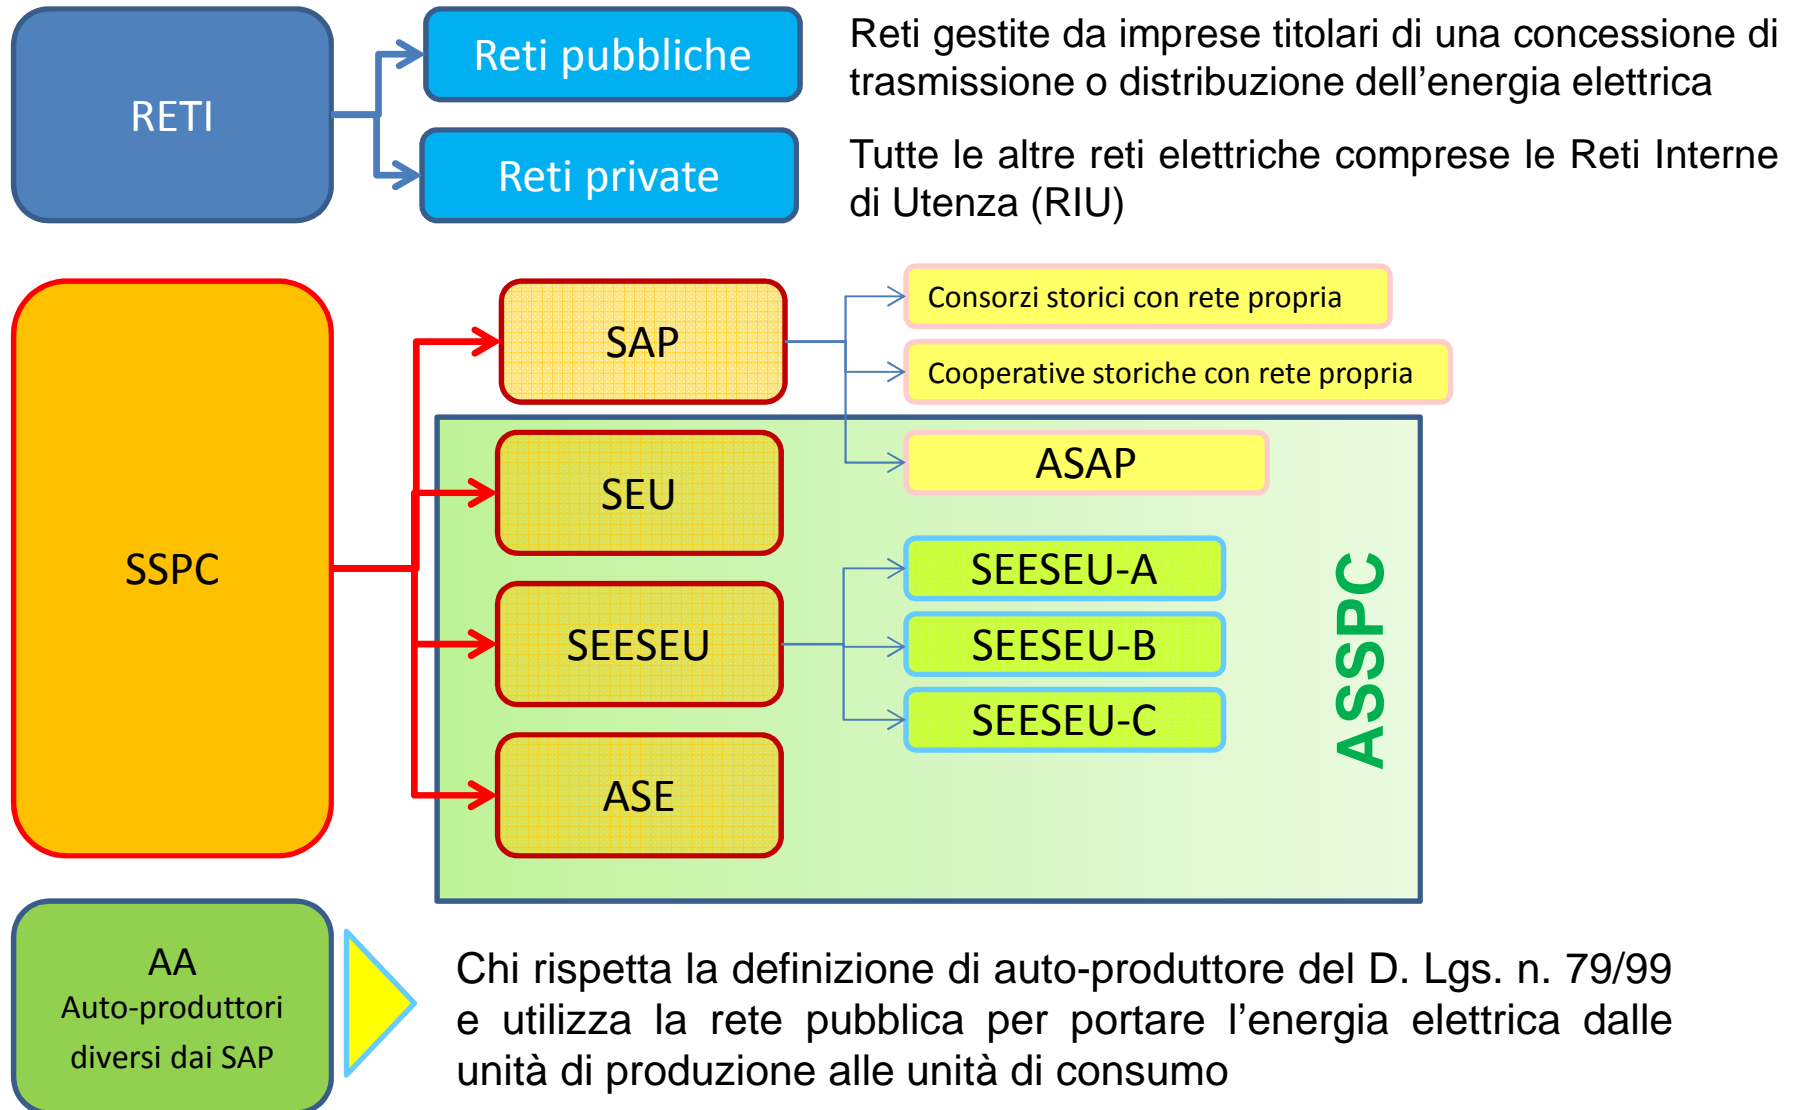 RETI
Reti pubbliche
Reti gestite da imprese titolari di una concessione di
trasmissione o distribuzione dell’energia elettrica
Reti private
Tutte le altre reti elettriche comprese le Reti Interne
di Utenza (RIU)
SSPC
SAP
Consorzi storici con rete propria
Cooperative storiche con rete propria
ASAP
SEU
SEESEU
SEESEU-A
SEESEU-B
SEESEU-C
ASE
ASSPC
AA
Auto-produttori
diversi dai SAP
Chi rispetta la definizione di auto-produttore del D. Lgs. n. 79/99
e utilizza la rete pubblica per portare l’energia elettrica dalle
unità di produzione alle unità di consumo